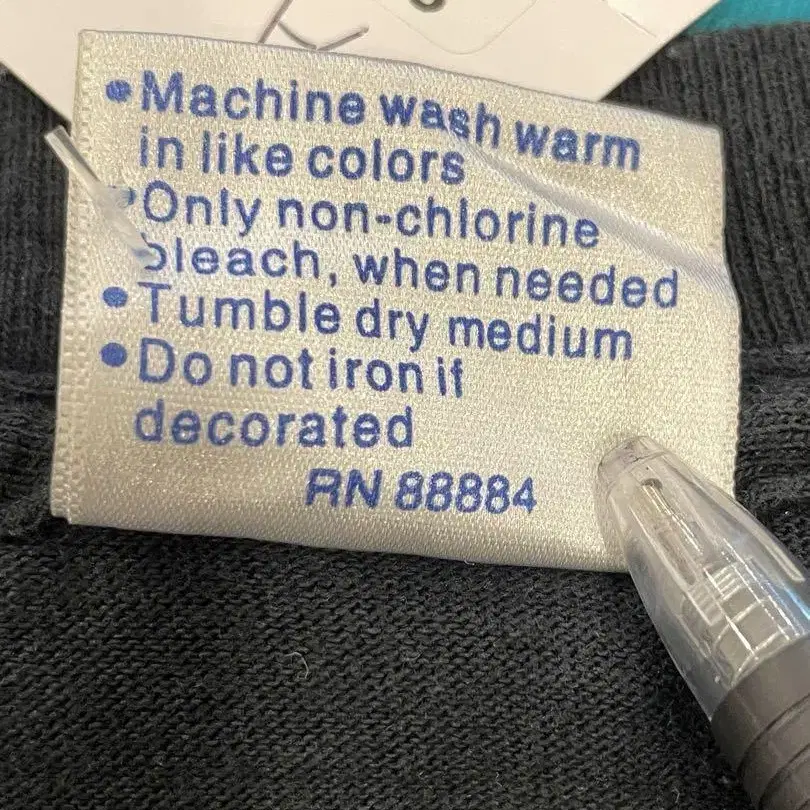 •Machine wash warm
in like colors
•Only non-chlorine
bleach, when needed
•Tumble dry medium
•Do not iron if
decorated
RN 88884